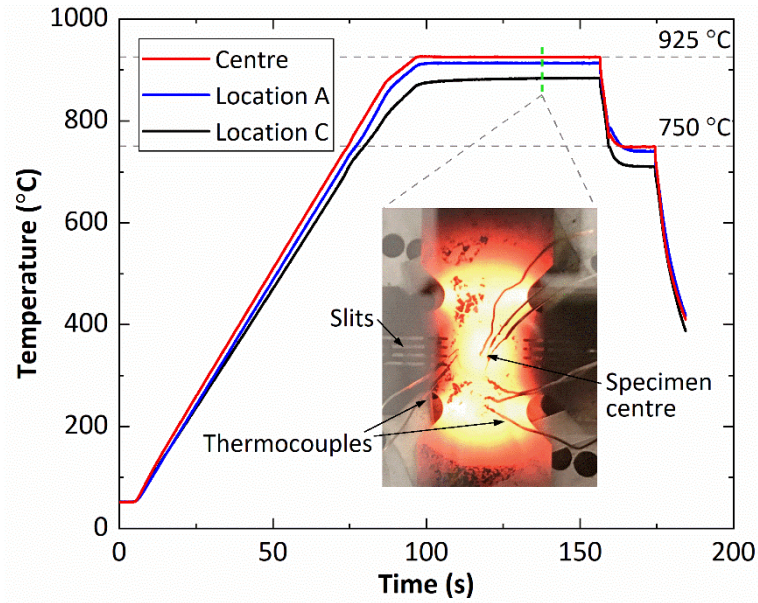 1000
800
600
400
200
0
Temperature (°C)
Centre
Location A
Location C
925 °C
750 °C
Slits
Specimen
centre
Thermocouples
0
50
100
150
200
Time (s)